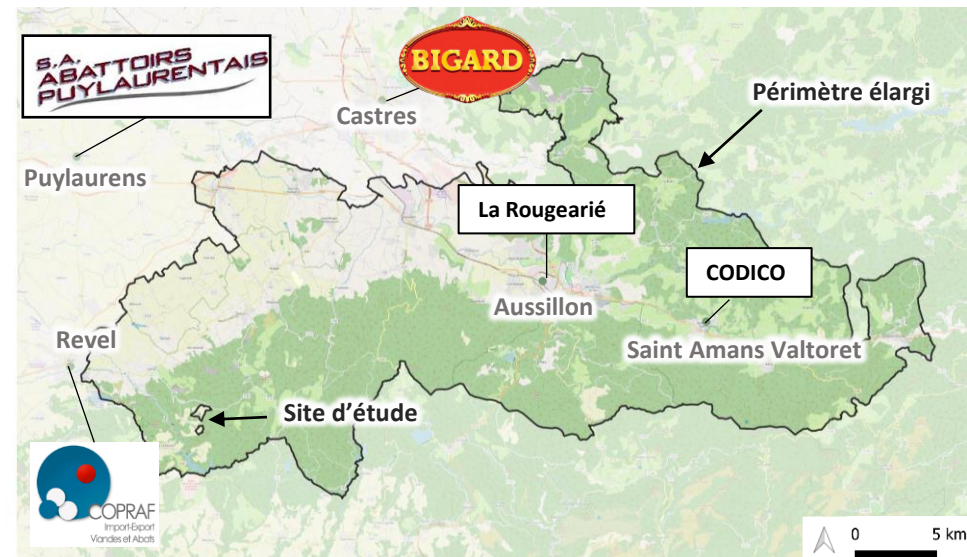 S.A.
ABATTOIRS
PUYLAURENTAIS
BIGARD
Castres
Périmètre élargi
Puylaurens
La Rougearié
CODICO
Aussillon
Revel
Saint Amans Valtoret
Site d'étude
COPRAF
Import-Export
Viandes et Abats
0 5 km